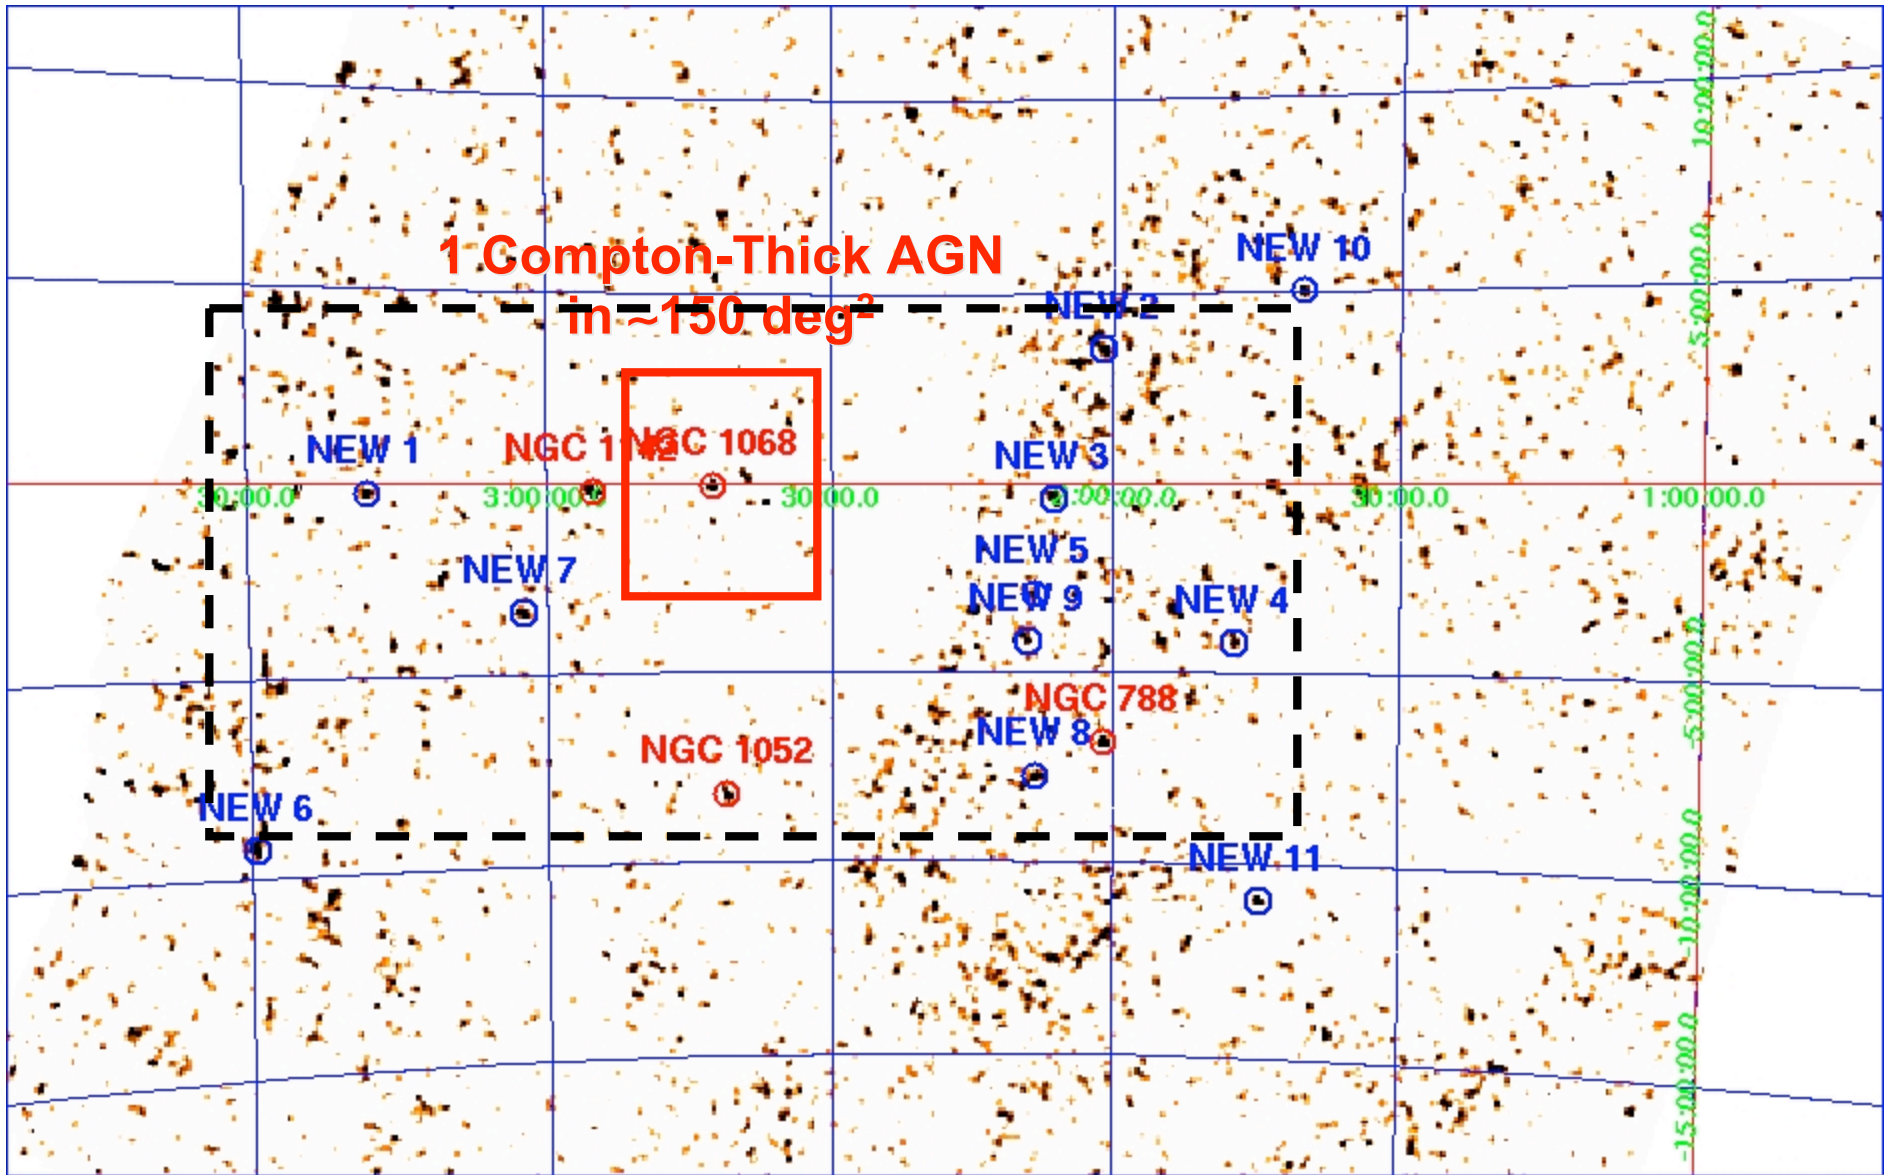 10:00:00.0
1 Compton-Thick AGN
in ~150 deg²
NEW 10
NEW 2
5:00:00.0
NEW 1
NGC 1142
NGC 1068
NEW 3
30:00.0
3:00:00.0
30:00.0
2:00:00.0
30:00.0
1:00:00.0
NEW 5
NEW 7
NEW 9
NEW 4
-5:00:00.0
NGC 788
NEW 8
NGC 1052
NEW 6
NEW 11
-10:00:00.0
-15:00:00.0